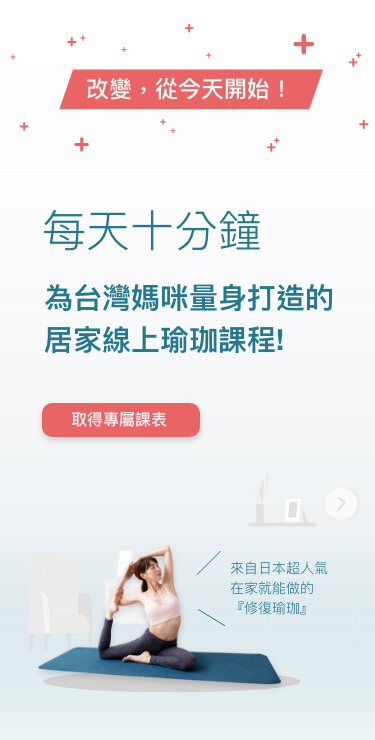 改變，從今天開始！
每天十分鐘
為台灣媽咪量身打造的
居家線上瑜珈課程!
取得專屬課表
來自日本超人氣
在家就能做的
『修復瑜珈』